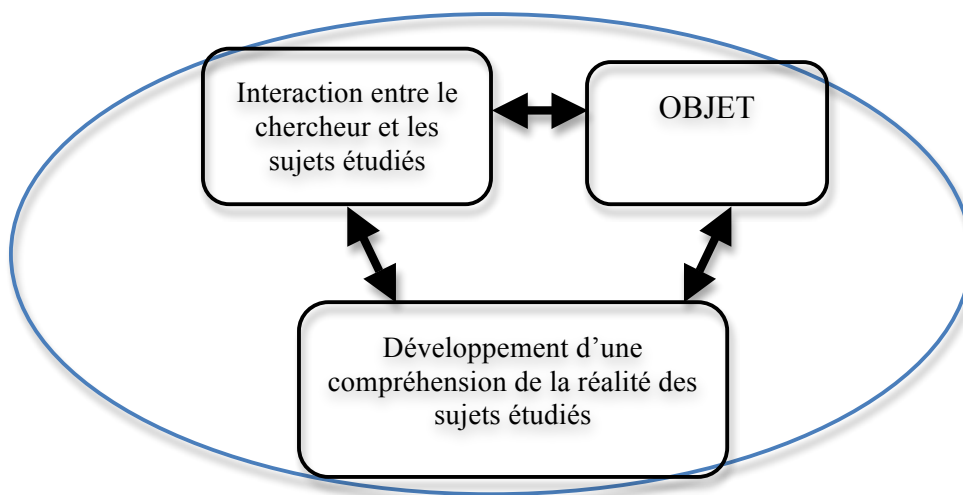 Interaction entre le
chercheur et les
sujets étudiés
OBJET
Développement d’une
compréhension de la réalité des
sujets étudiés